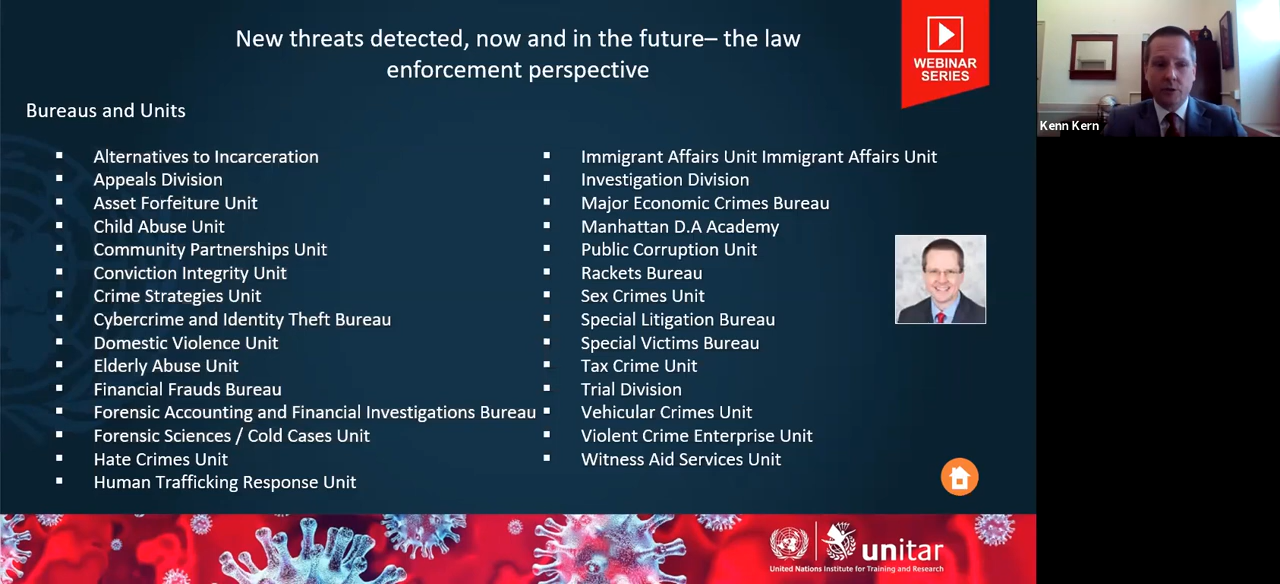 New threats detected, now and in the future– the law
enforcement perspective
WEBINAR
SERIES
Kenn Kern
Bureaus and Units
Alternatives to Incarceration
Appeals Division
Asset Forfeiture Unit
Child Abuse Unit
Community Partnerships Unit
Conviction Integrity Unit
Crime Strategies Unit
Cybercrime and Identity Theft Bureau
Domestic Violence Unit
Elderly Abuse Unit
Financial Frauds Bureau
Forensic Accounting and Financial Investigations Bureau
Forensic Sciences / Cold Cases Unit
Hate Crimes Unit
Human Trafficking Response Unit
Immigrant Affairs Unit Immigrant Affairs Unit
Investigation Division
Major Economic Crimes Bureau
Manhattan D.A Academy
Public Corruption Unit
Rackets Bureau
Sex Crimes Unit
Special Litigation Bureau
Special Victims Bureau
Tax Crime Unit
Trial Division
Vehicular Crimes Unit
Violent Crime Enterprise Unit
Witness Aid Services Unit
unitar
United Nations Institute for Training and Research